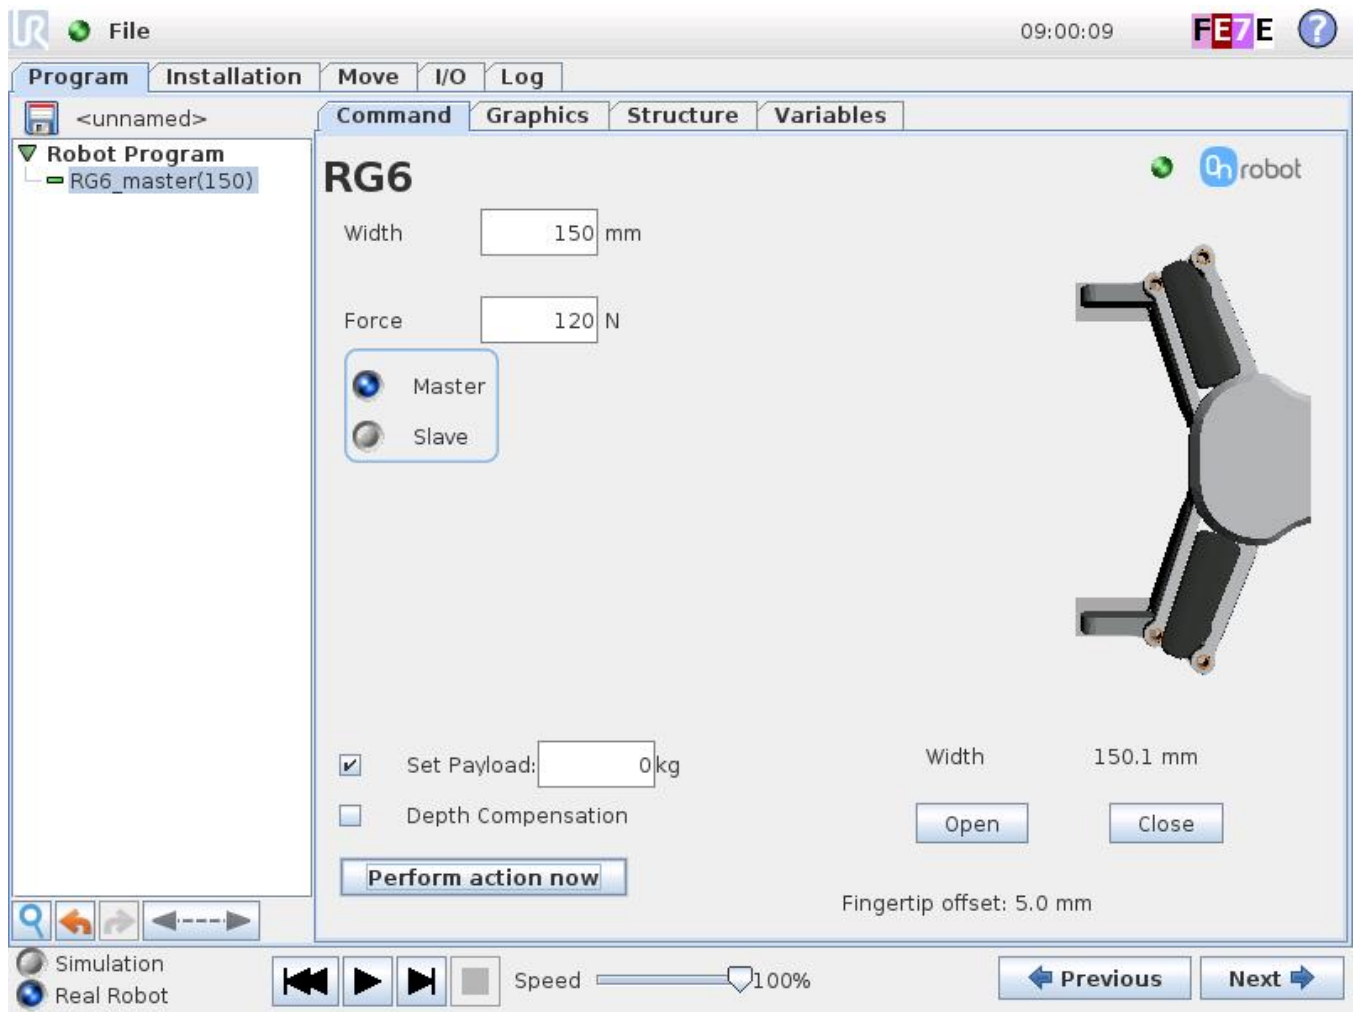 UR File 09:00:09 FE7E ?
Program Installation Move I/O Log
<unnamed> Command Graphics Structure Variables
Robot Program
RG6_master(150)
RG6 On robot
Width 150 mm
Force 120 N
Master
Slave
Set Payload: 0 kg
Width 150.1 mm
Depth Compensation
Open Close
Perform action now
Fingertip offset: 5.0 mm
Simulation
Real Robot
Speed 100%
Previous Next